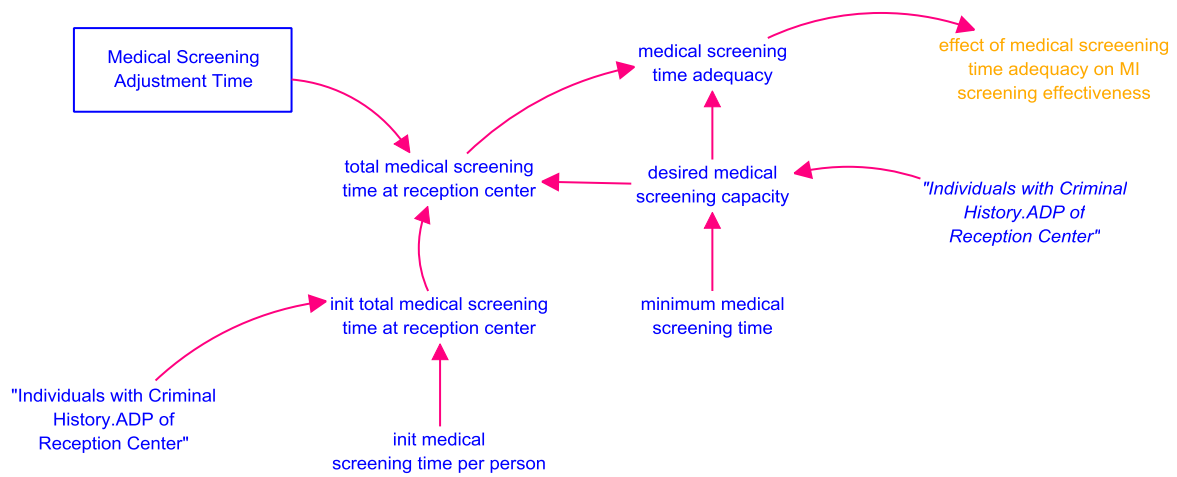 Medical Screening
Adjustment Time
medical screening
time adequacy
effect of medical screeening
time adequacy on MI
screening effectiveness
total medical screening
time at reception center
desired medical
screening capacity
"Individuals with Criminal
History.ADP of
Reception Center"
init total medical screening
time at reception center
minimum medical
screening time
"Individuals with Criminal
History.ADP of
Reception Center"
init medical
screening time per person